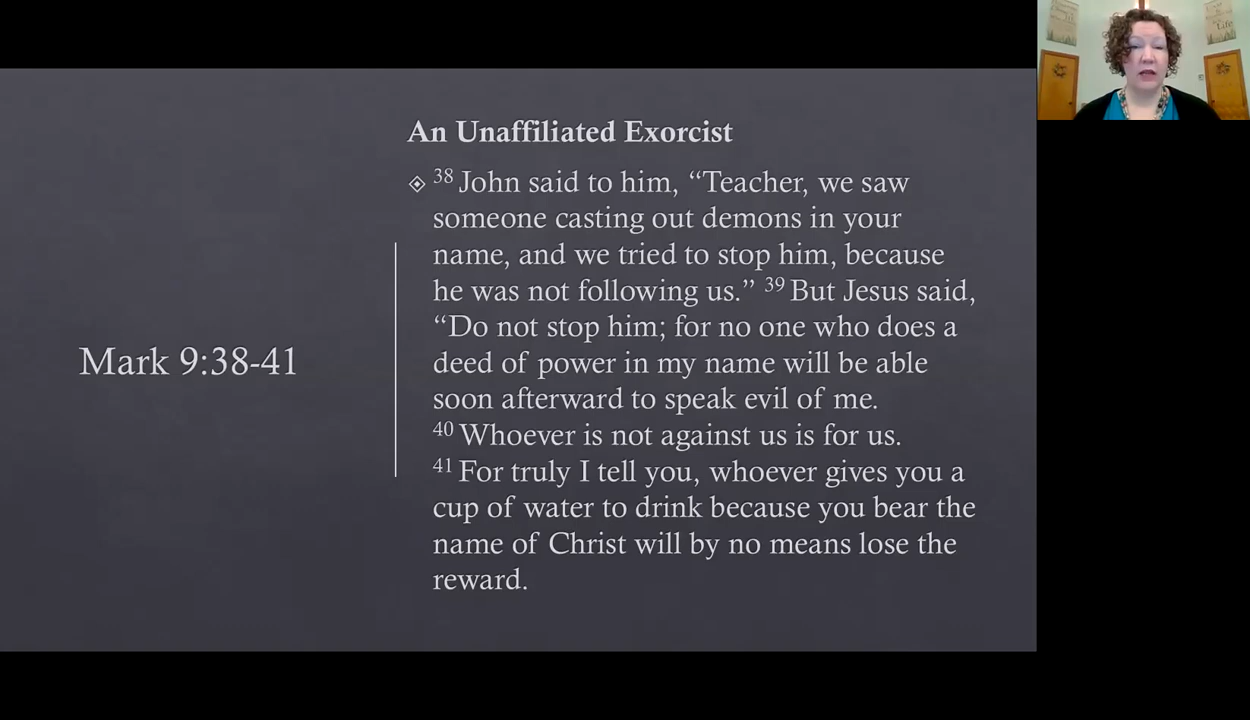 An Unaffiliated Exorcist
38 John said to him, “Teacher, we saw
someone casting out demons in your
name, and we tried to stop him, because
he was not following us.” 39 But Jesus said,
“Do not stop him; for no one who does a
deed of power in my name will be able
soon afterward to speak evil of me.
40 Whoever is not against us is for us.
41 For truly I tell you, whoever gives you a
cup of water to drink because you bear the
name of Christ will by no means lose the
reward.
Mark 9:38-41
Life